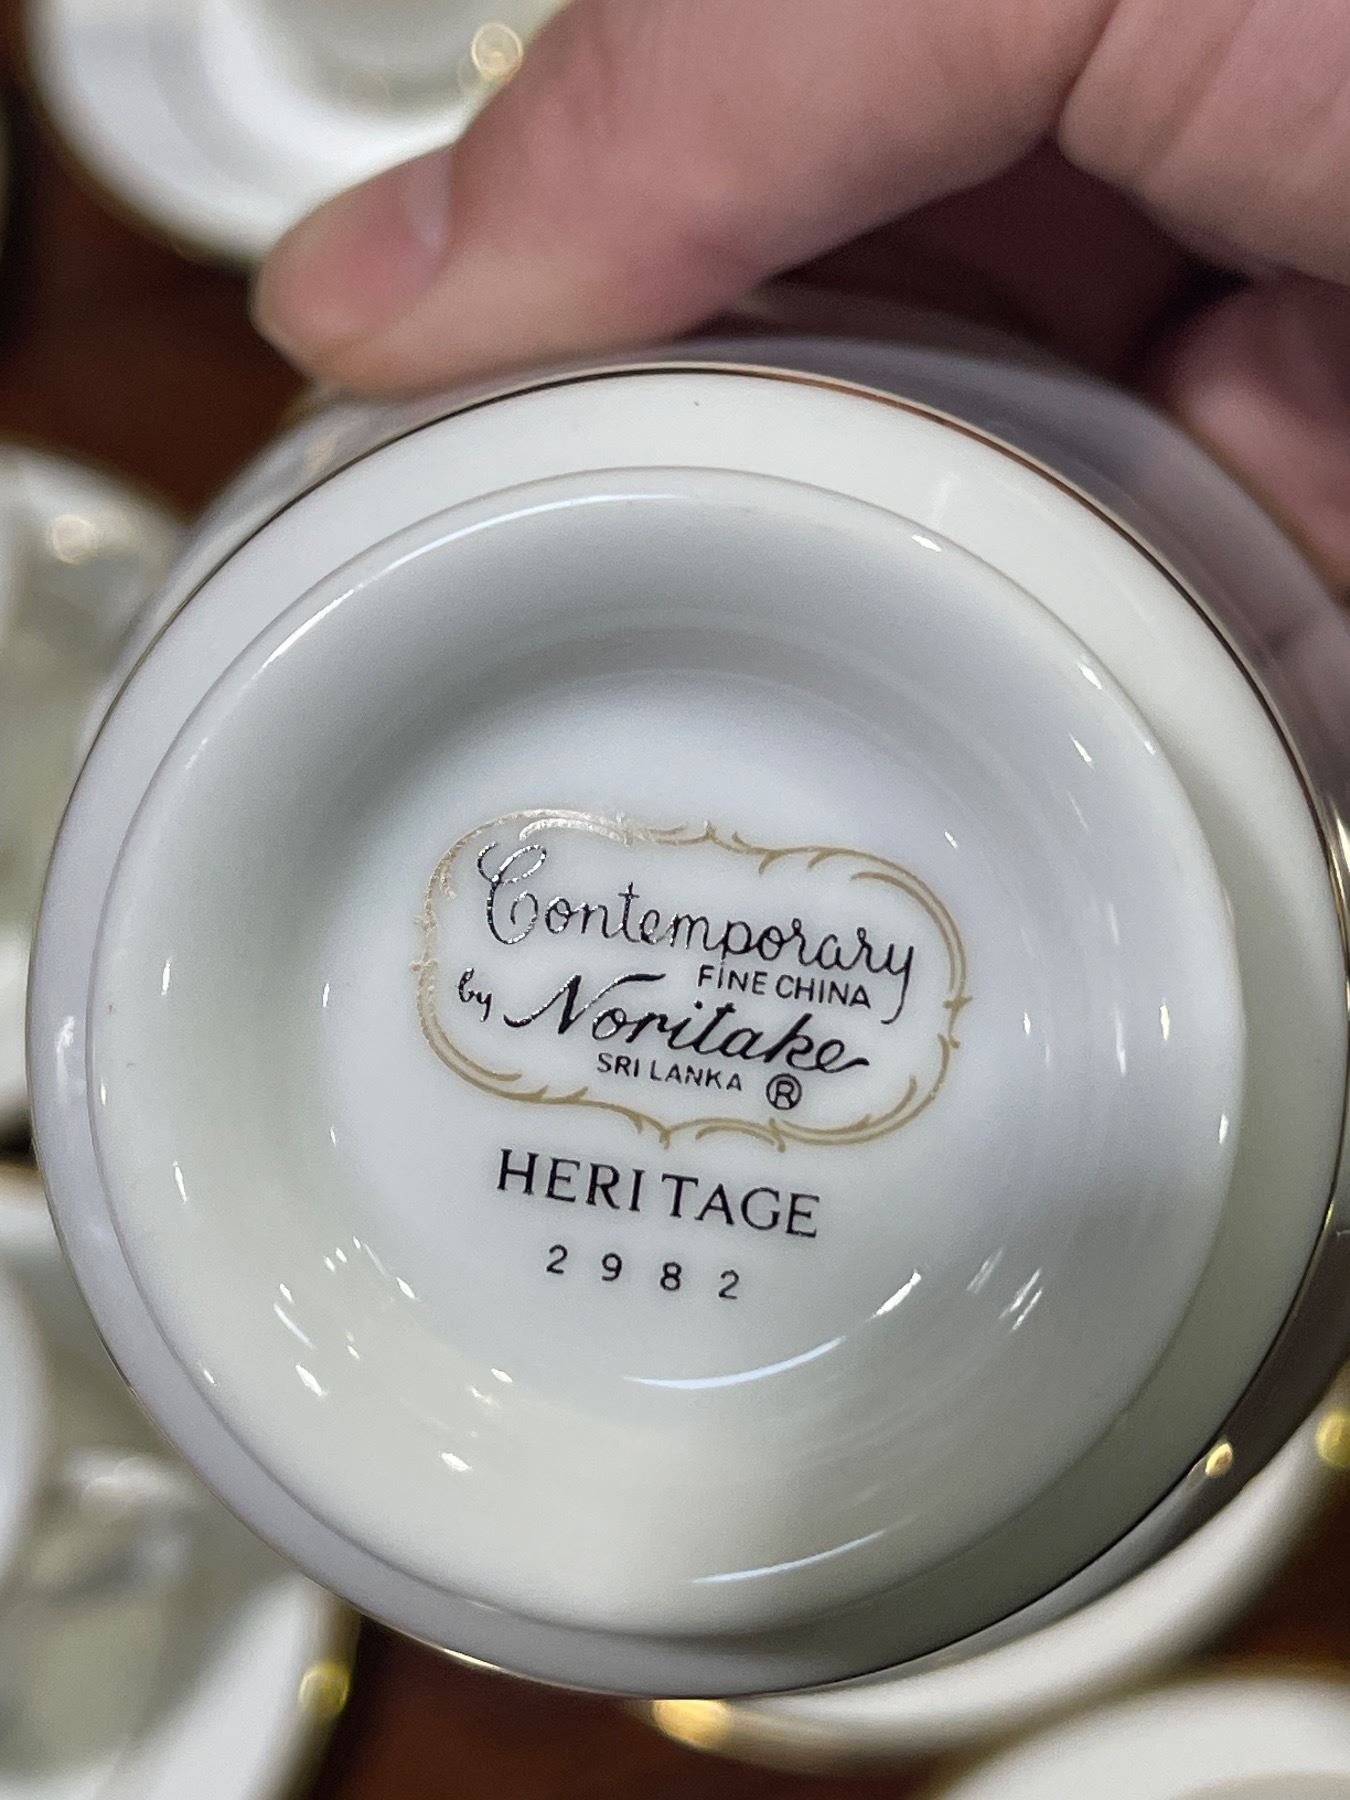 Contemporary
FINE CHINA
by Noritake
SRI LANKA ®
HERITAGE
2982